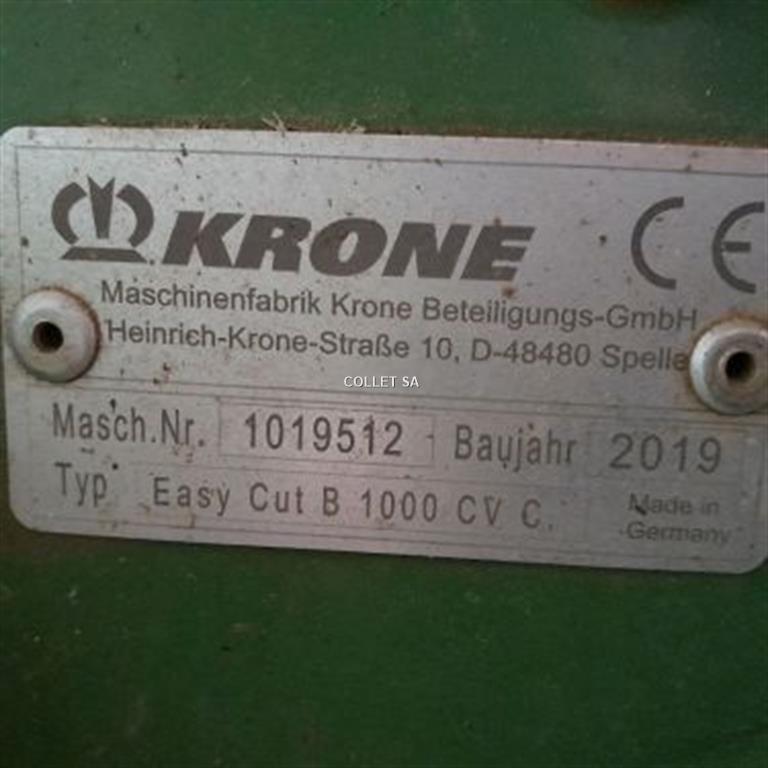 KRONE CE
Maschinenfabrik Krone Beteiligungs-GmbH
Heinrich-Krone-Straße 10, D-48480 Spelle
COLLET SA
Masch.Nr. 1019512 Baujahr 2019
Typ Easy Cut B 1000 CV C.
Made in
Germany